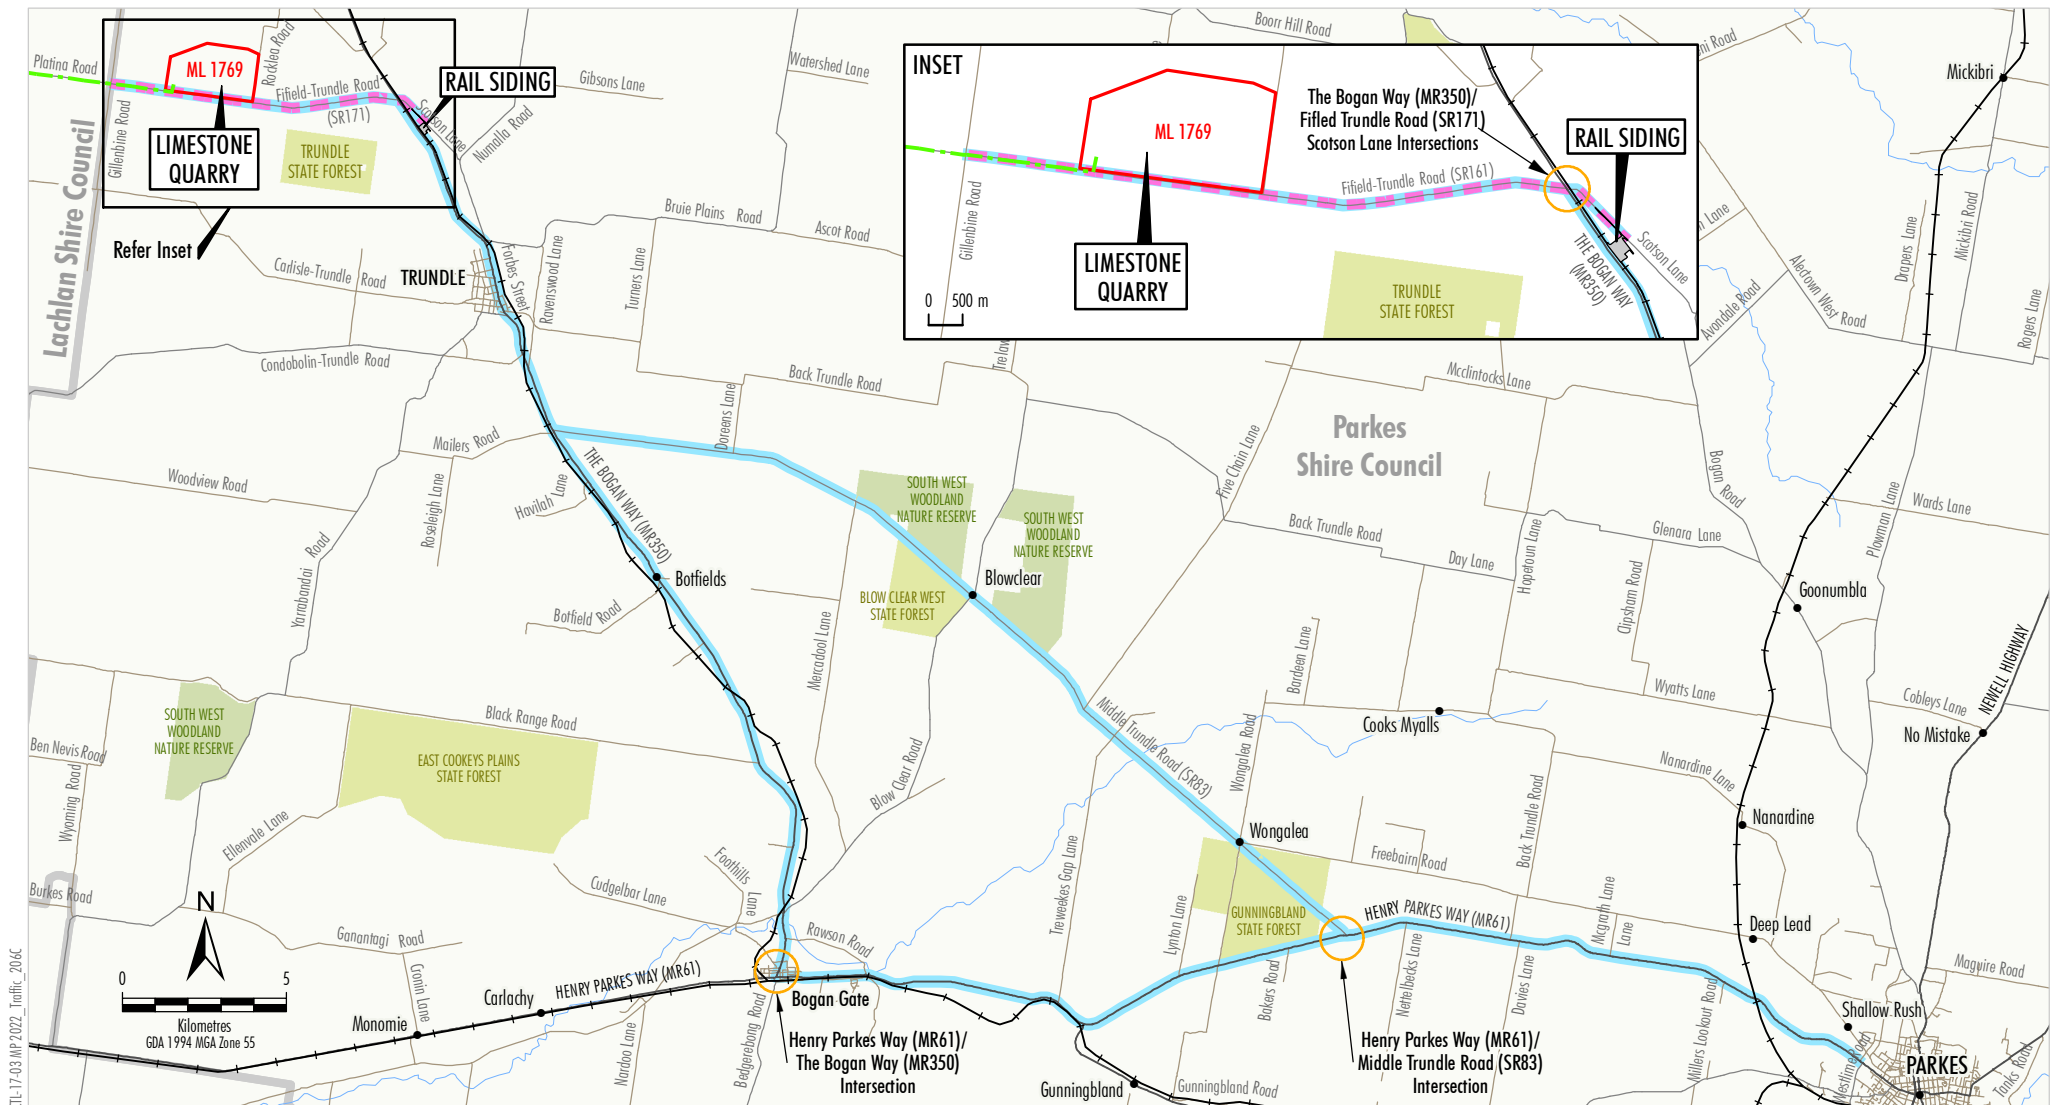 Platina Road
ML 1769
Rocklea Road
Fifield-Trundle Road
(SR171)
RAIL SIDING
Scotson Lane
Numalla Road
Gibsons Lane
Watershed Lane
Boorr Hill Road
Mickibri
Gillenbine Road
LIMESTONE
QUARRY
TRUNDLE
STATE FOREST
Lachlan Shire Council
Refer Inset
INSET
ML 1769
The Bogan Way (MR350)/
Fifled Trundle Road (SR171)
Scotson Lane Intersections
RAIL SIDING
Fifield-Trundle Road (SR161)
Gillenbine Road
LIMESTONE
QUARRY
0 500 m
TRUNDLE
STATE FOREST
THE BOGAN WAY
(MR350)
Scotson Lane
Bruie Plains Road
Ascot Road
Carlisle-Trundle Road
TRUNDLE
Forbes Street
Ravenswood Lane
Turners Lane
Alectown West Road
Avondale Road
Drapers Lane
Mickibri Road
Rogers Lane
Condobolin-Trundle Road
Back Trundle Road
Doreens Lane
Mcclintocks Lane
Parkes
Shire Council
Mailers Road
Woodview Road
Roseleigh Lane
Havilah Lane
THE BOGAN WAY (MR350)
SOUTH WEST
WOODLAND
NATURE RESERVE
SOUTH WEST
WOODLAND
NATURE RESERVE
Five Chain Lane
Back Trundle Road
Day Lane
Hopetoun Lane
Glenara Lane
Bogan Road
Plowman Lane
Wards Lane
Yarrabandai Road
Botfields
Botfield Road
Blowclear
BLOW CLEAR WEST
STATE FOREST
Mercadool Lane
Clipsham Road
Goonumbla
NEWELL HIGHWAY
Bardeen Lane
Wyatts Lane
Cobleys Lane
No Mistake
Cooks Myalls
SOUTH WEST
WOODLAND
NATURE RESERVE
Black Range Road
Ben Nevis Road
Wyoming Road
EAST COOKEYS PLAINS
STATE FOREST
Middle Trundle Road (SR83)
Wongalea Road
Nanardine Lane
Nanardine
Blow Clear Road
Ellenvale Lane
Back Trundle Road
Wongalea
Freebairn Road
Treweekes Gap Lane
Foothills Lane
Cudgelbar Lane
Burkes Road
N
Lynton Lane
GUNNINGBLAND
STATE FOREST
HENRY PARKES WAY (MR61)
Mcgrath Lane
Deep Lead
Ganantagi Road
Rawson Road
Cronin Lane
0 5
Kilometres
GDA 1994 MGA Zone 55
HENRY PARKES WAY (MR61)
Carlachy
Monomie
Bogan Gate
Nardoo Lane
Bedgerebong Road
Henry Parkes Way (MR61)/
The Bogan Way (MR350)
Intersection
Bakers Road
Nettelbecks Lane
Davies Lane
Henry Parkes Way (MR61)/
Middle Trundle Road (SR83)
Intersection
Millers Lookout Road
Maguire Road
Shallow Rush
Westlime Road
PARKES
Tanks Road
Gunningbland
Gunningbland Road